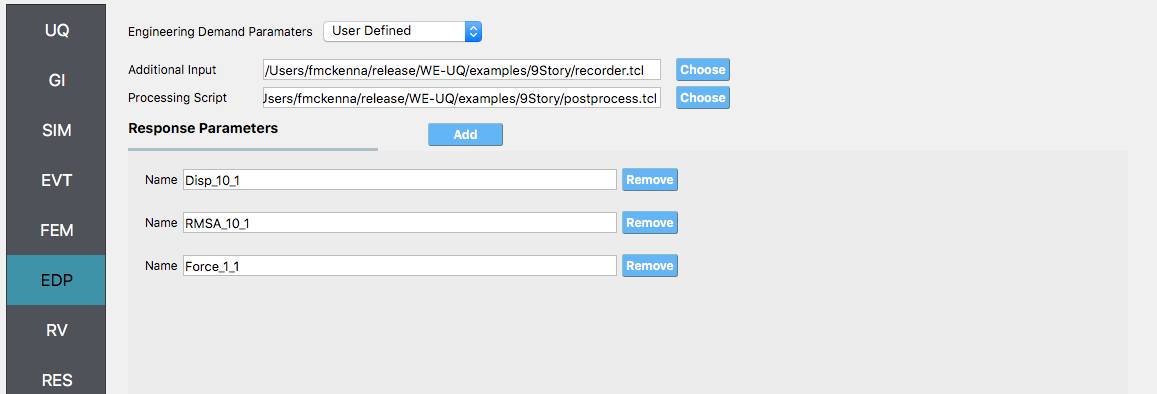 UQ
GI
SIM
EVT
FEM
EDP
RV
RES
Engineering Demand Paramaters User Defined
Additional Input /Users/fmckenna/release/WE-UQ/examples/9Story/recorder.tcl Choose
Processing Script /Users/fmckenna/release/WE-UQ/examples/9Story/postprocess.tcl Choose
Response Parameters Add
Name Disp_10_1 Remove
Name RMSA_10_1 Remove
Name Force_1_1 Remove